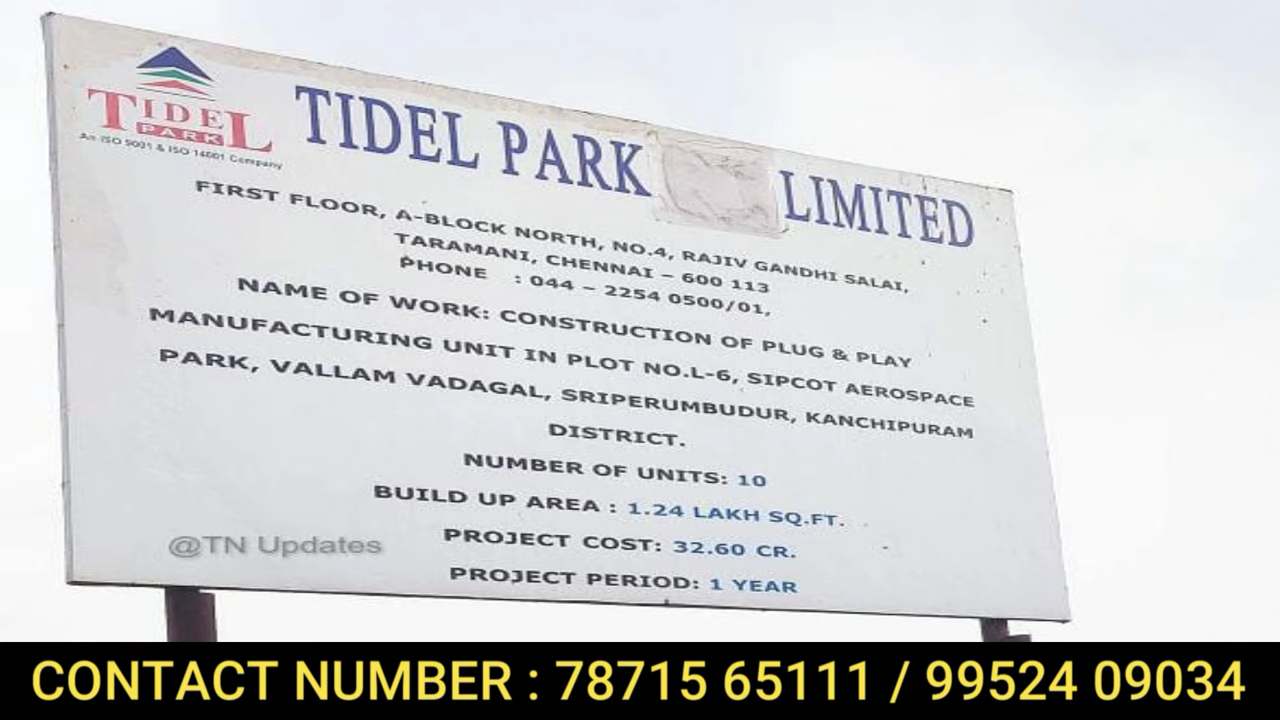 TIDEL
PARK
An ISO 9001 & ISO 14001 Company
TIDEL PARK LIMITED
FIRST FLOOR, A-BLOCK NORTH, NO.4, RAJIV GANDHI SALAI,
TARAMANI, CHENNAI – 600 113
PHONE : 044 – 2254 0500/01,
NAME OF WORK: CONSTRUCTION OF PLUG & PLAY
MANUFACTURING UNIT IN PLOT NO.L-6, SIPCOT AEROSPACE
PARK, VALLAM VADAGAL, SRIPERUMBUDUR, KANCHIPURAM
DISTRICT.
NUMBER OF UNITS: 10
BUILD UP AREA : 1.24 LAKH SQ.FT.
PROJECT COST: 32.60 CR.
PROJECT PERIOD: 1 YEAR
@TN Updates
CONTACT NUMBER : 78715 65111 / 99524 09034